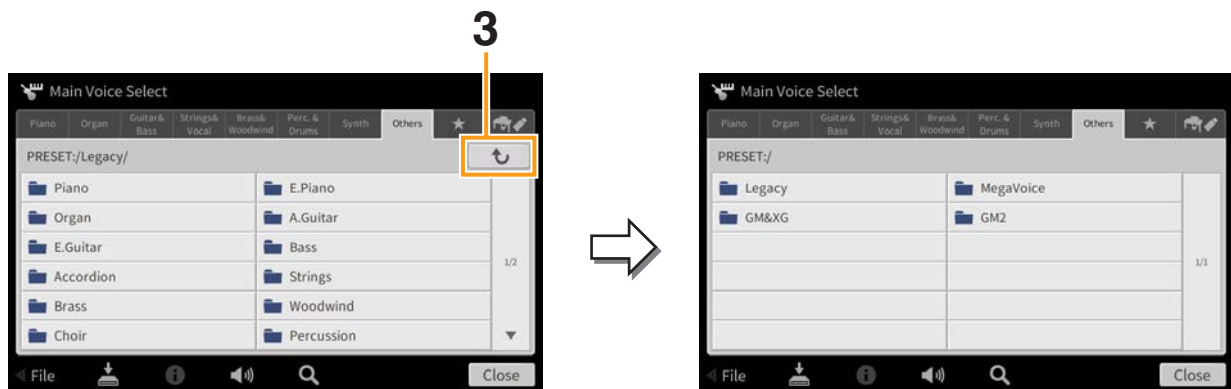 3
Main Voice Select
Piano Organ Guitar& Bass Strings& Vocal Brass& Woodwind Perc. & Drums Synth Others
PRESET:/Legacy/
Piano E.Piano
Organ A.Guitar
E.Guitar Bass
Accordion Strings
1/2
Brass Woodwind
Choir Percussion
File Close
Main Voice Select
Piano Organ Guitar& Bass Strings& Vocal Brass& Woodwind Perc. & Drums Synth Others
PRESET:/
Legacy MegaVoice
GM&XG GM2
1/1
File Close